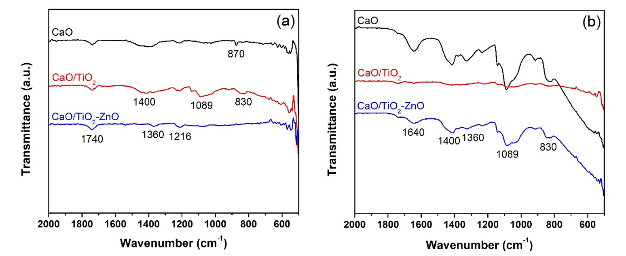 (a)
CaO
870
CaO/TiO₂
1400
1089
830
CaO/TiO₂-ZnO
1740
1360
1216
Transmittance (a.u.)
2000 1800 1600 1400 1200 1000 800 600
Wavenumber (cm⁻¹)
(b)
CaO
CaO/TiO₂
CaO/TiO₂-ZnO
1640
1400
1360
1089
830
Transmittance (a.u.)
2000 1800 1600 1400 1200 1000 800 600
Wavenumber (cm⁻¹)